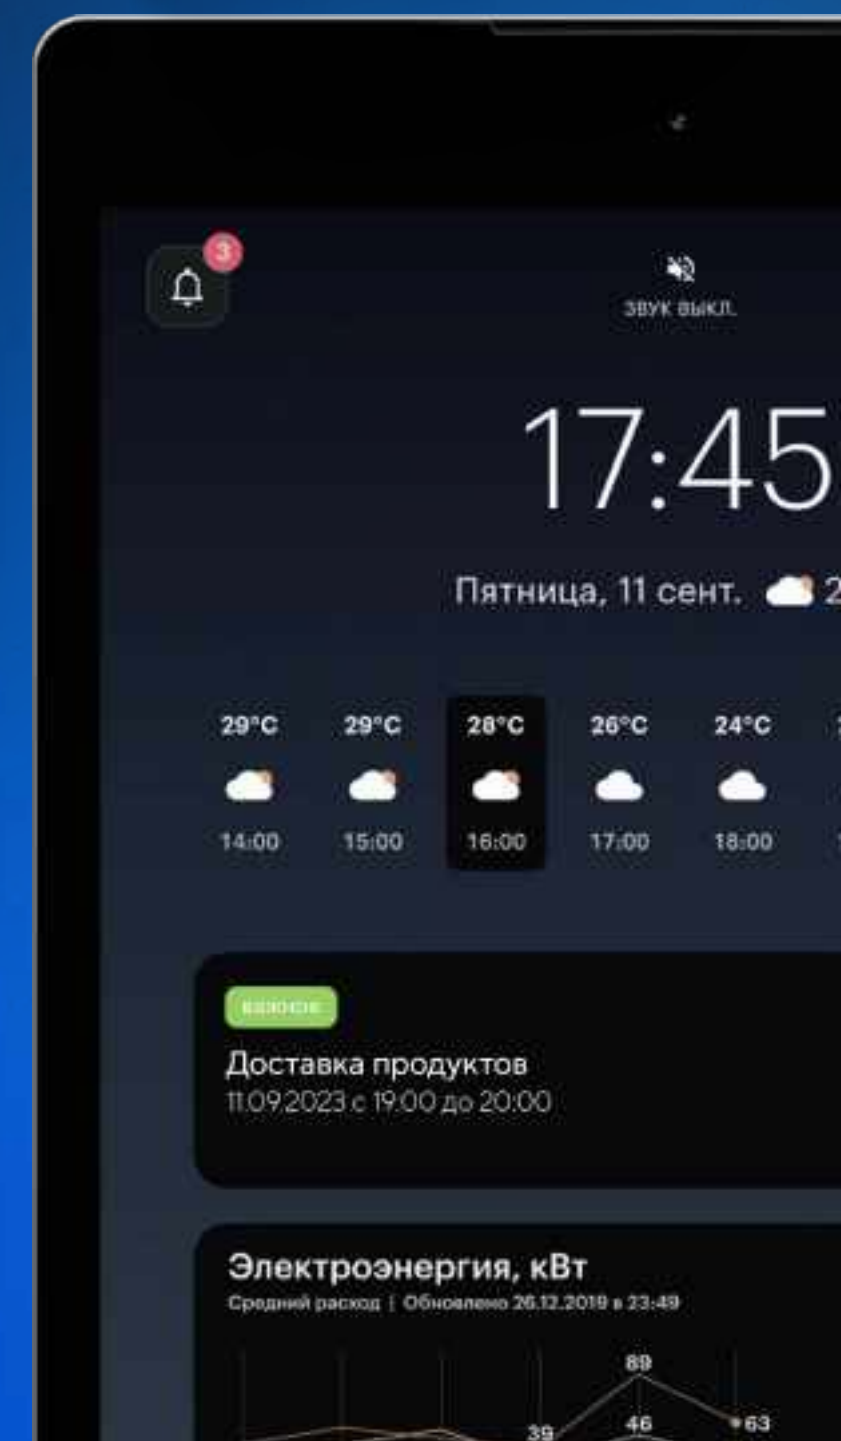 3
ЗВУК ВЫКЛ.
17:45
Пятница, 11 сент. 2
29°C 29°C 28°C 26°C 24°C
14:00 15:00 16:00 17:00 18:00
ВАЖНОЕ
Доставка продуктов
11.09.2023 с 19:00 до 20:00
Электроэнергия, кВт
Средний расход | Обновлено 26.12.2019 в 23:49
89
39 46 63